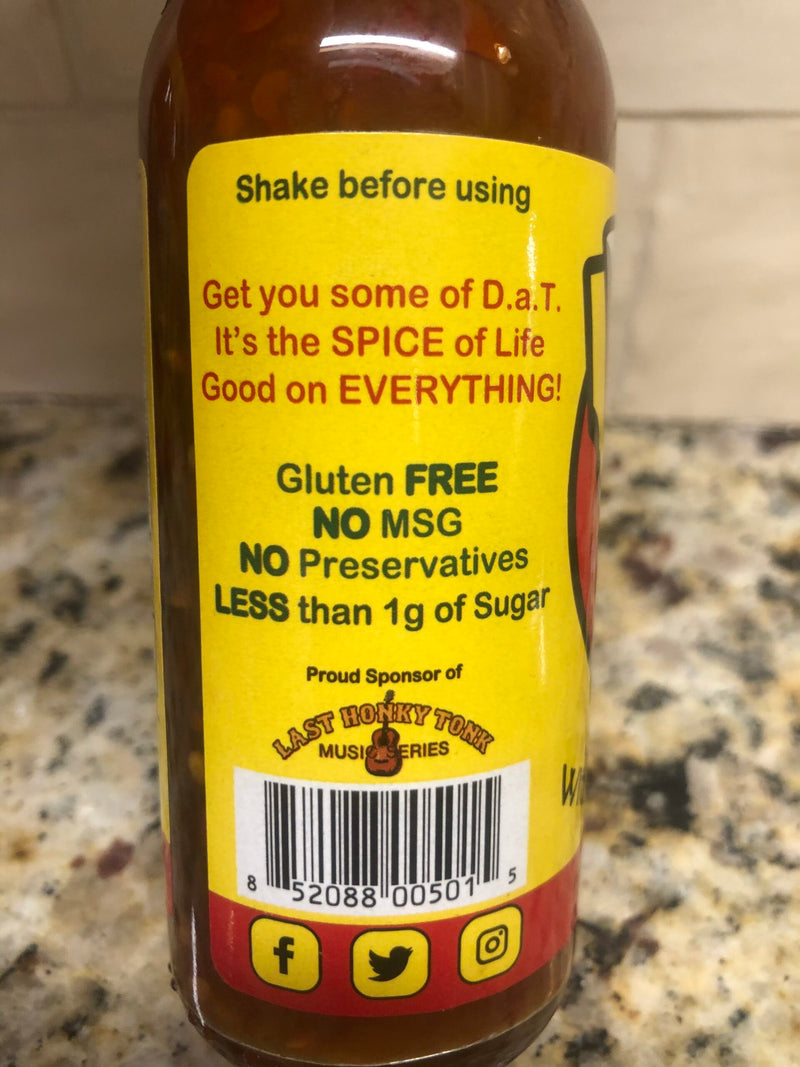 Shake before using
Get you some of D.a.T.
It's the SPICE of Life
Good on EVERYTHING!
Gluten FREE
NO MSG
NO Preservatives
LESS than 1g of Sugar
Proud Sponsor of
LAST HONKY TONK
MUSIC SERIES
8 52088 00501 5